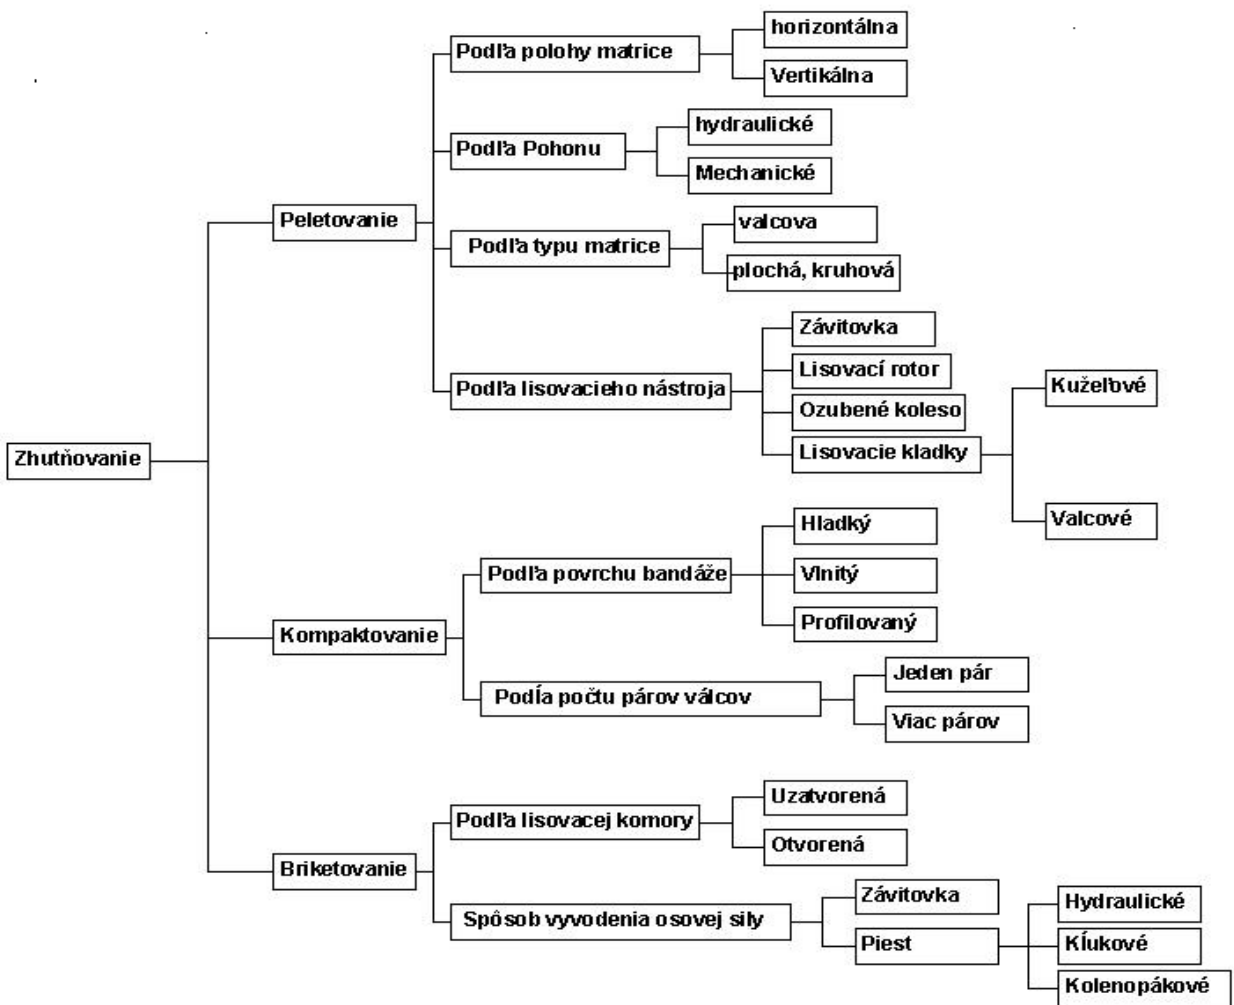 horizontálna
Podľa polohy matrice
Vertikálna
hydraulické
Podľa Pohonu
Mechanické
Peletovanie
valcova
Podľa typu matrice
plochá, kruhová
Závitovka
Lisovací rotor
Podľa lisovacieho nástroja
Ozubené koleso
Lisovacie kladky
Kužeľové
Valcové
Zhutňovanie
Hladký
Podľa povrchu bandáže
Vlnitý
Profilovaný
Kompaktovanie
Jeden pár
Podĺa počtu párov válcov
Viac párov
Uzatvorená
Podľa lisovacej komory
Otvorená
Briketovanie
Závitovka
Spôsob vyvodenia osovej sily
Piest
Hydraulické
Kĺukové
Kolenopákové